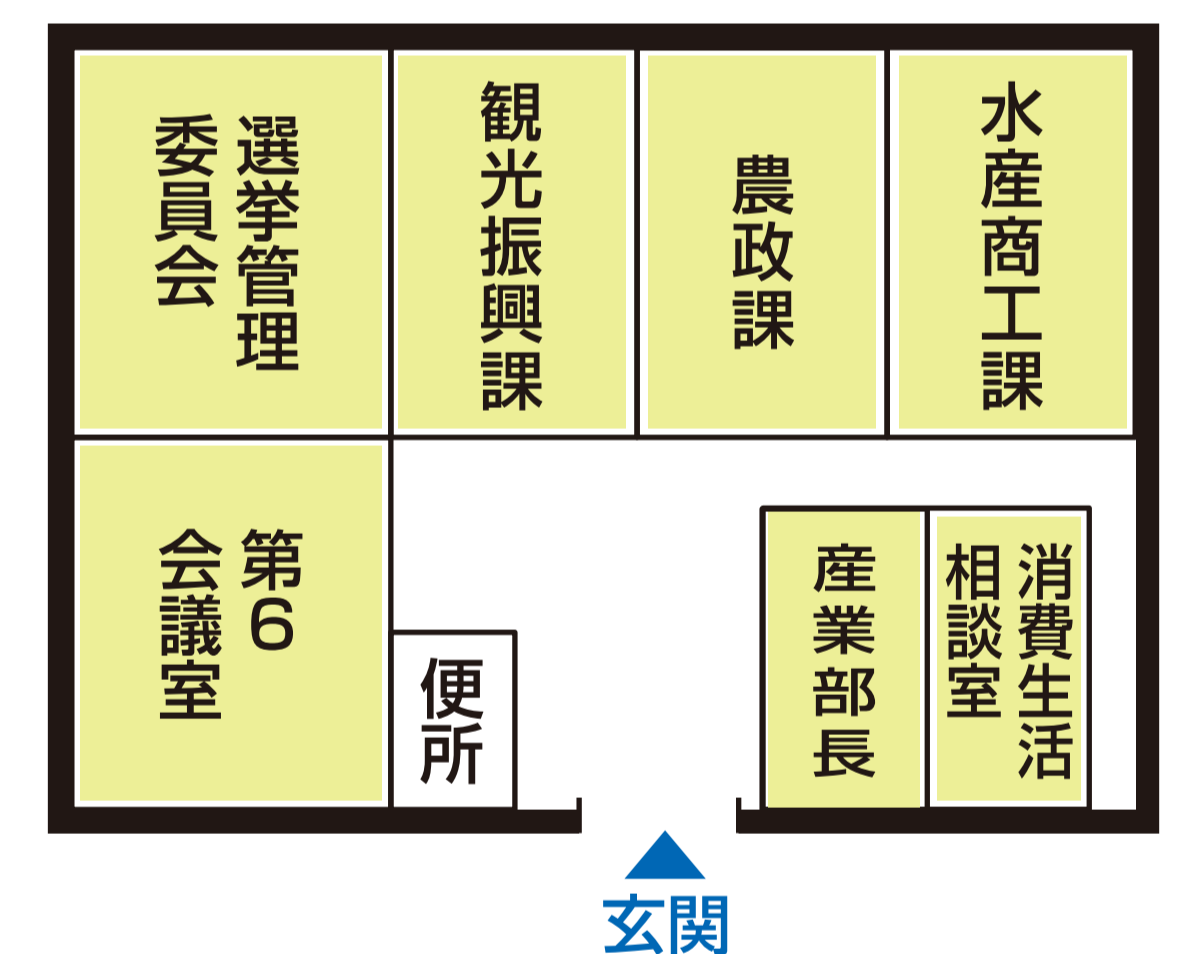 選挙管理
委員会
観光振興課
農政課
水産商工課
第6
会議室
便所
産業部長
消費生活
相談室
玄関